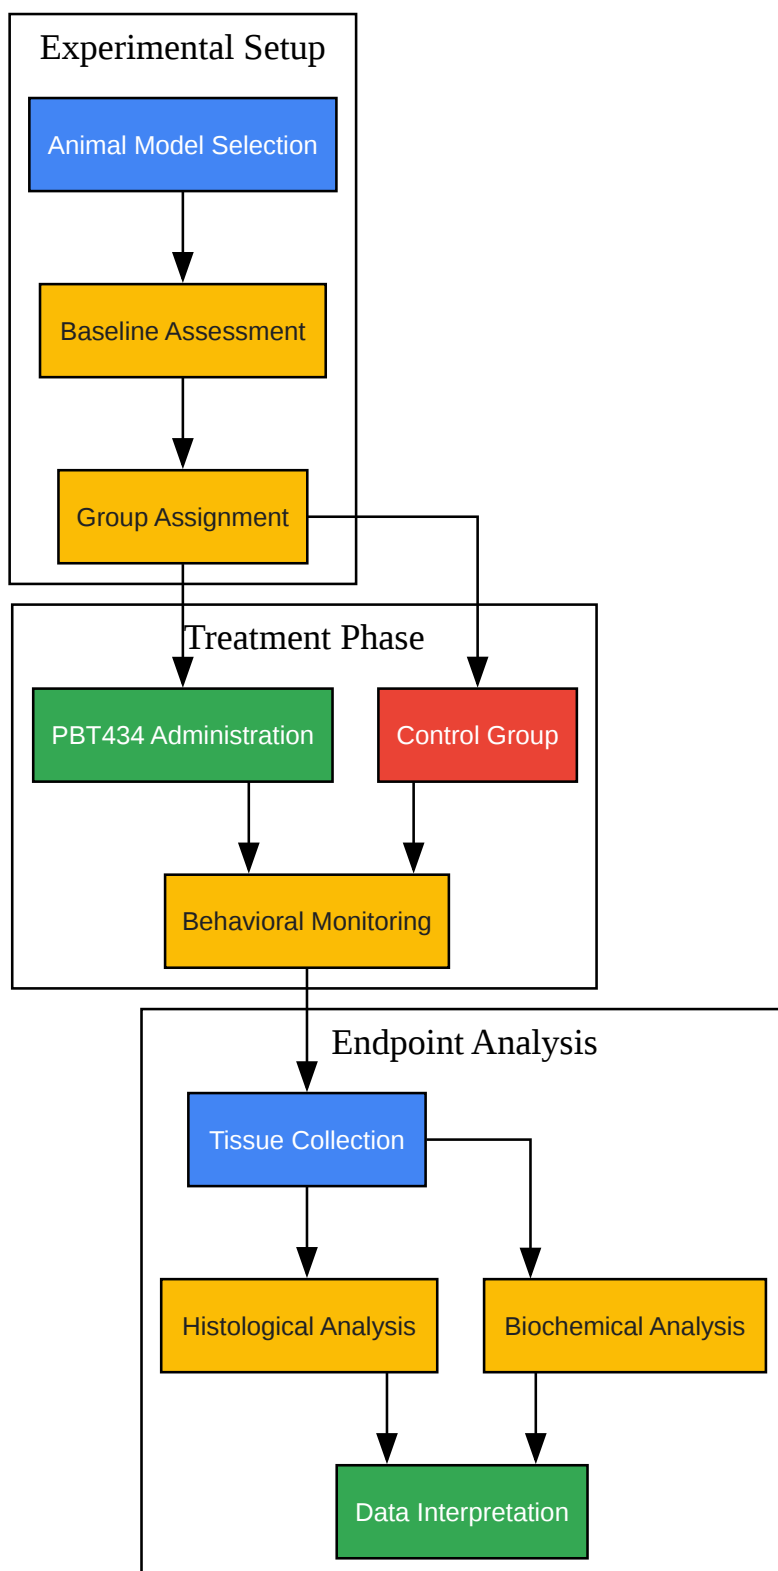 Experimental Setup
Animal Model Selection
Baseline Assessment
Group Assignment
Treatment Phase
PBT434 Administration
Control Group
Behavioral Monitoring
Endpoint Analysis
Tissue Collection
Histological Analysis
Biochemical Analysis
Data Interpretation